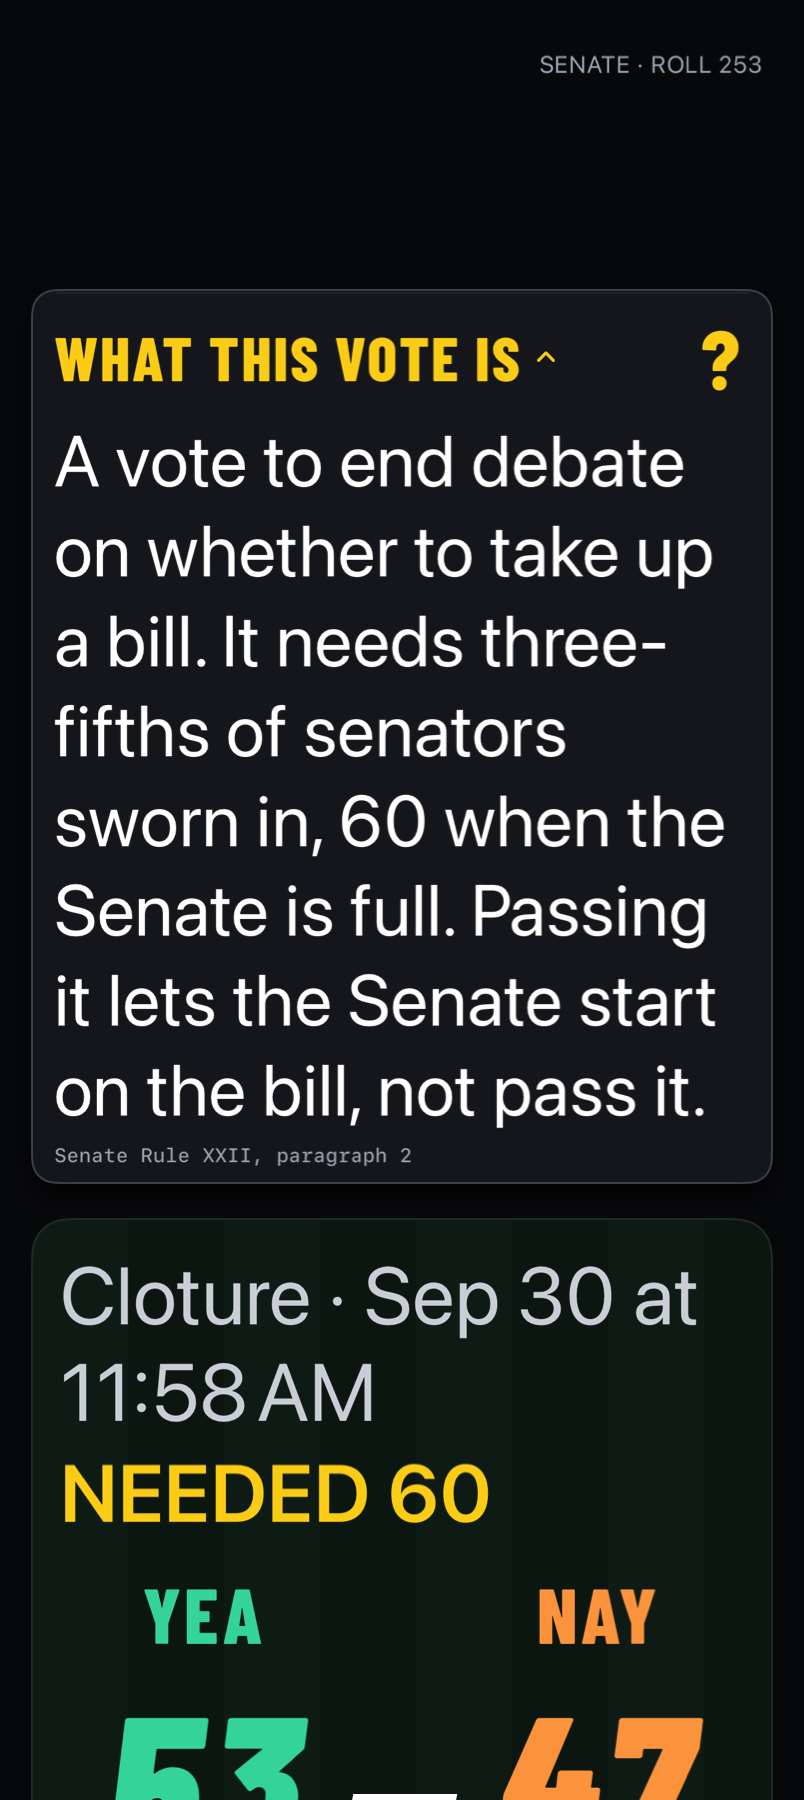 SENATE · ROLL 253
WHAT THIS VOTE IS ^ ?
A vote to end debate
on whether to take up
a bill. It needs three-
fifths of senators
sworn in, 60 when the
Senate is full. Passing
it lets the Senate start
on the bill, not pass it.
Senate Rule XXII, paragraph 2
Cloture · Sep 30 at
11:58 AM
NEEDED 60
YEA NAY
53 – 47